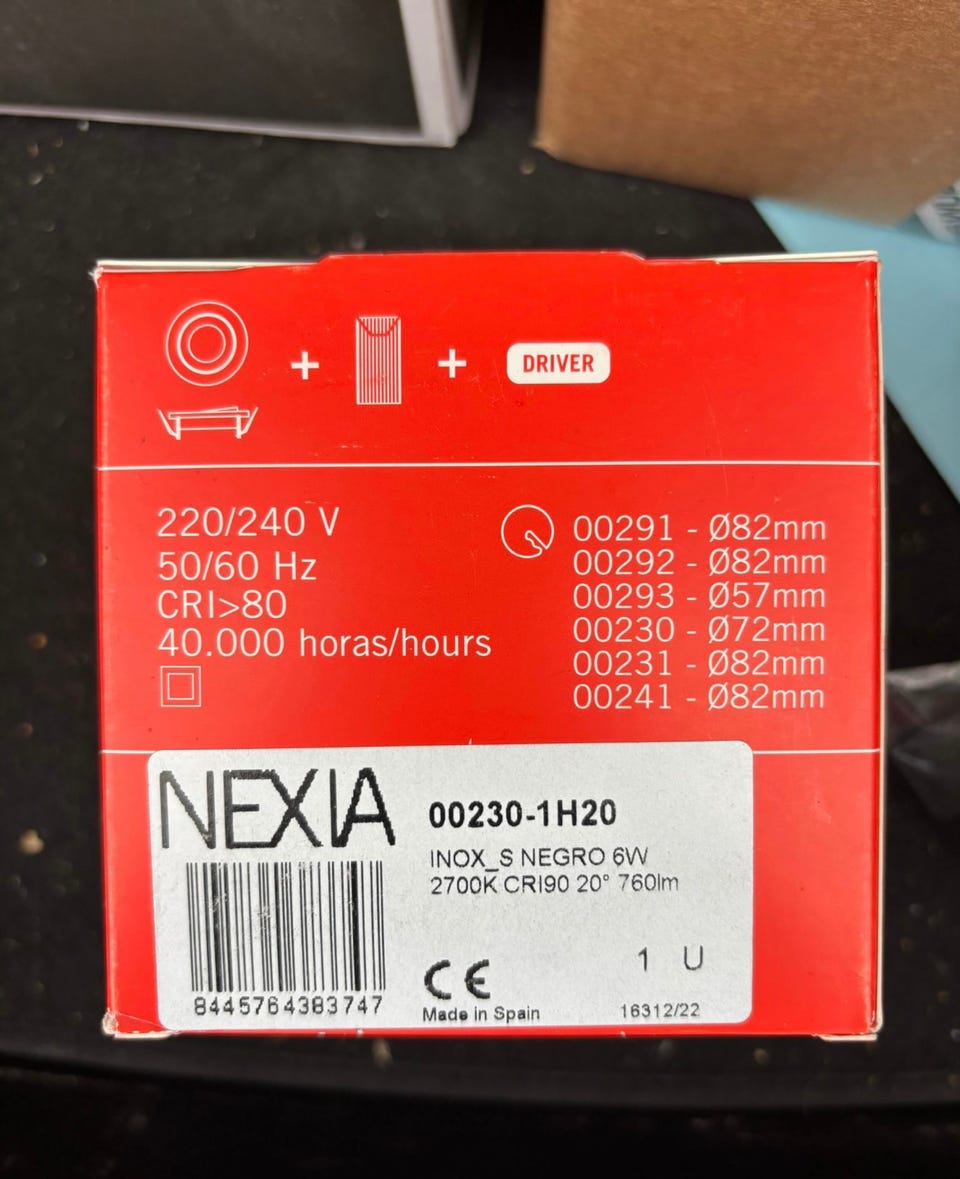 + + DRIVER
220/240 V
50/60 Hz
CRI>80
40.000 horas/hours
00291 - Ø82mm
00292 - Ø82mm
00293 - Ø57mm
00230 - Ø72mm
00231 - Ø82mm
00241 - Ø82mm
NEXIA
00230-1H20
INOX_S NEGRO 6W
2700K CRI90 20° 760lm
8445764383747
CE
Made in Spain
1 U
16312/22